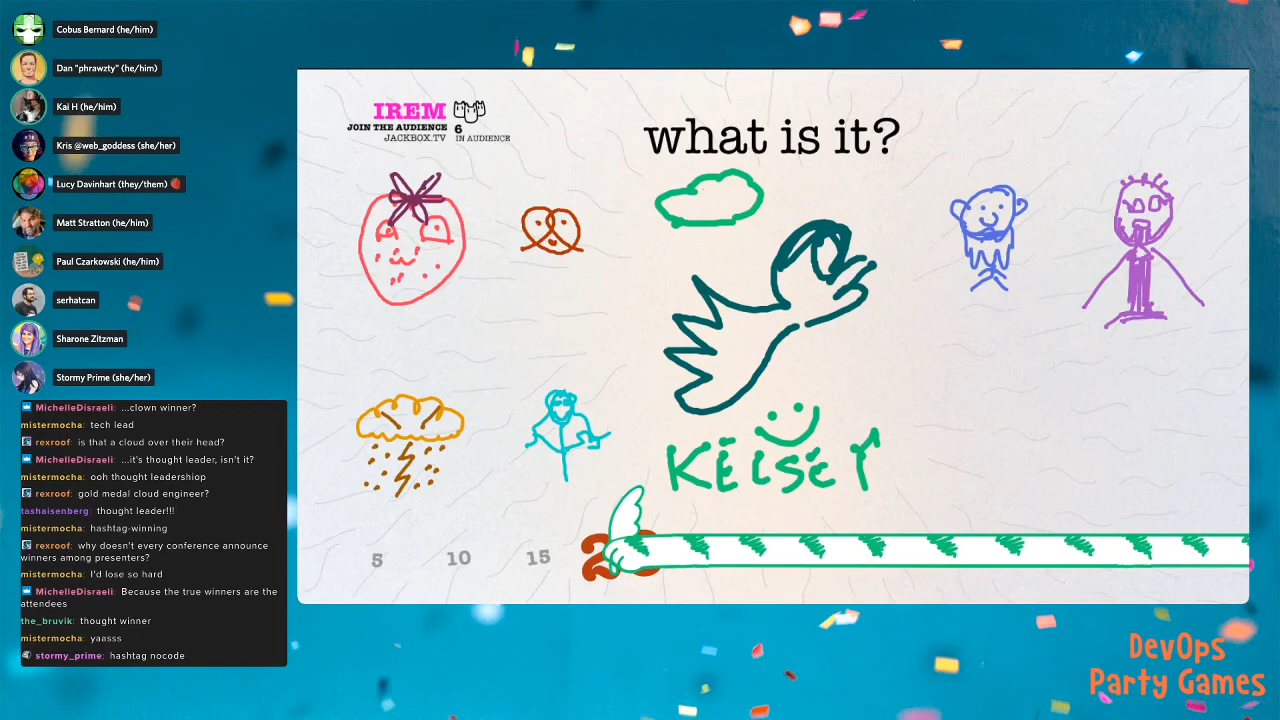 Cobus Bernard (he/him)
Dan "phrawzty" (he/him)
Kai H (he/him)
Kris @web_goddess (she/her)
Lucy Davinhart (they/them) 🍓
Matt Stratton (he/him)
Paul Czarkowski (he/him)
serhatcan
Sharone Zitzman
Stormy Prime (she/her)
MichelleDisraeli: ...clown winner?
mistermocha: tech lead
rexroof: is that a cloud over their head?
MichelleDisraeli: ...it's thought leader, isn't it?
mistermocha: ooh thought leadershiop
rexroof: gold medal cloud engineer?
tashaisenberg: thought leader!!!
mistermocha: hashtag-winning
rexroof: why doesn't every conference announce
winners among presenters?
mistermocha: I'd lose so hard
MichelleDisraeli: Because the true winners are the
attendees
the_bruvik: thought winner
mistermocha: yaasss
stormy_prime: hashtag nocode
IREM
JOIN THE AUDIENCE
JACKBOX.TV
6
IN AUDIENCE
what is it?
KELSEY
5 10 15
DevOps
Party Games